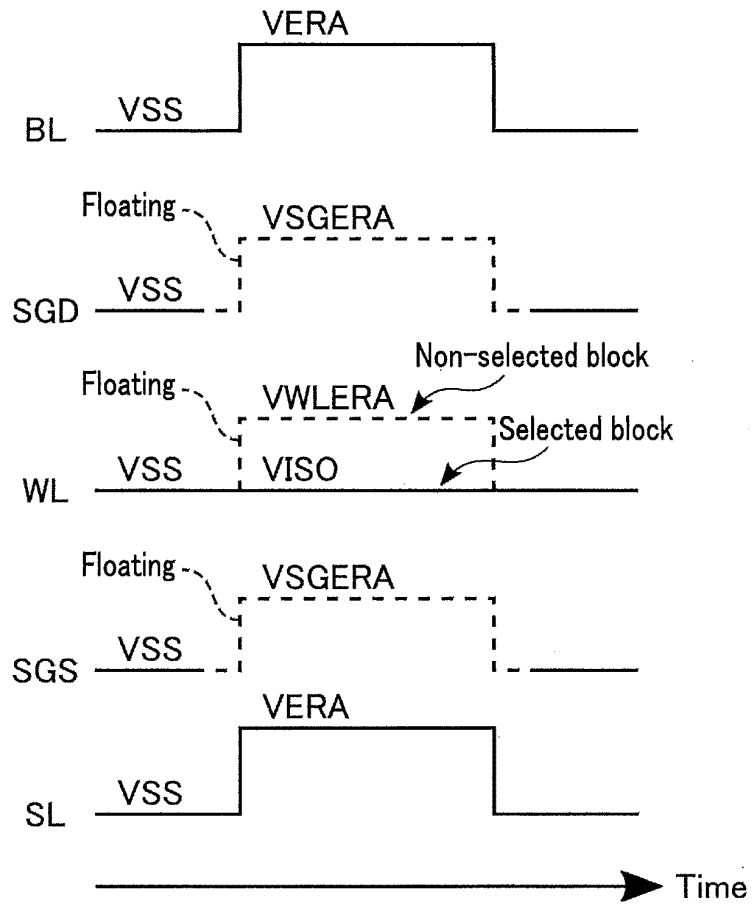 VERA
VSS
BL
Floating
VSGERA
VSS
SGD
Non-selected block
Floating
VWLERA
Selected block
VSS
VISO
WL
Floating
VSGERA
VSS
SGS
VERA
VSS
SL
Time